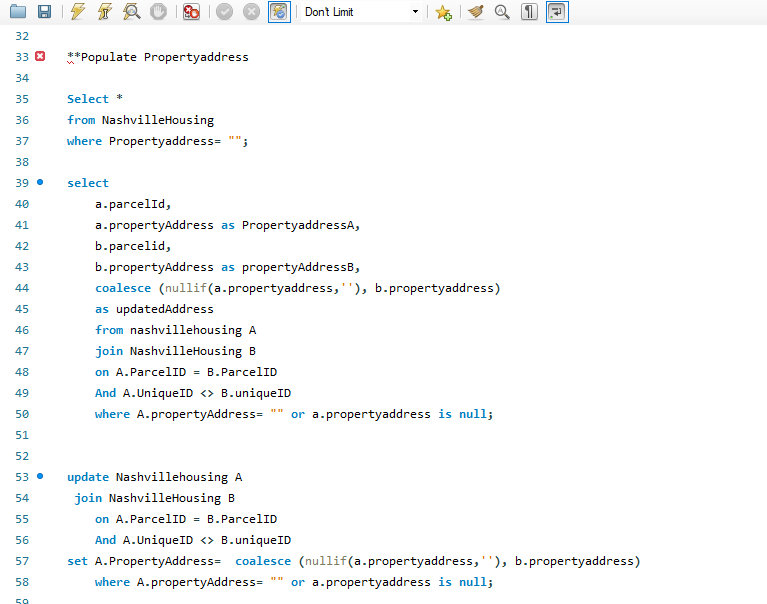 Don't Limit
32
33 **Populate Propertyaddress
34
35 Select *
36 from NashvilleHousing
37 where Propertyaddress= "";
38
39 select
40 a.parcelId,
41 a.propertyAddress as PropertyaddressA,
42 b.parcelid,
43 b.propertyAddress as propertyAddressB,
44 coalesce (nullif(a.propertyaddress,''), b.propertyaddress)
45 as updatedAddress
46 from nashvillehousing A
47 join NashvilleHousing B
48 on A.ParcelID = B.ParcelID
49 And A.UniqueID <> B.uniqueID
50 where A.propertyAddress= "" or a.propertyaddress is null;
51
52
53 update Nashvillehousing A
54 join NashvilleHousing B
55 on A.ParcelID = B.ParcelID
56 And A.UniqueID <> B.uniqueID
57 set A.PropertyAddress=  coalesce (nullif(a.propertyaddress,''), b.propertyaddress)
58 where A.propertyAddress= "" or a.propertyaddress is null;
59